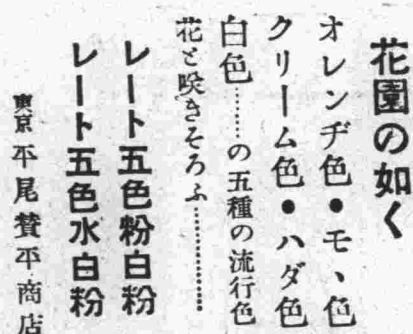 花園の如く
オレンヂ色●モヽ色
クリーム色●ハダ色
白色………の五種の流行色
花と咲きそろふ…………
レート五色粉白粉
レート五色水白粉
東京 平尾賛平商店